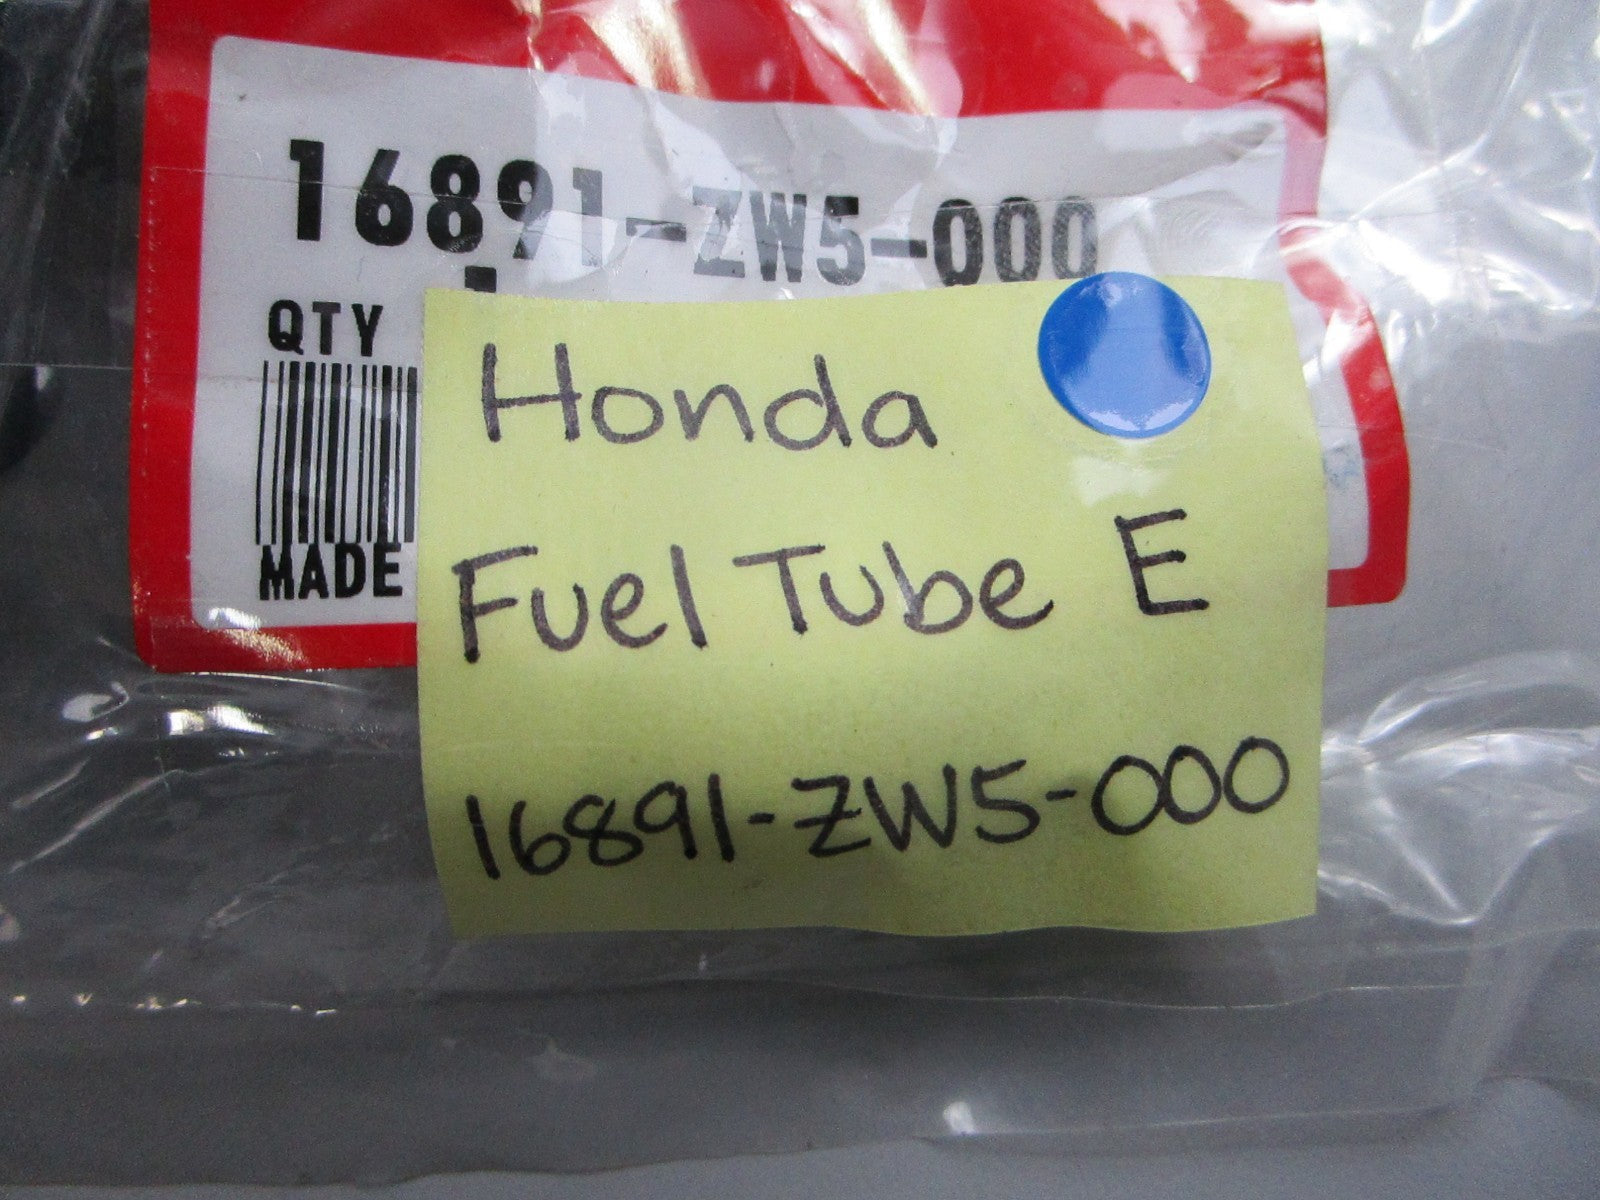 16891-ZW5-000
QTY
MADE
Honda
Fuel Tube E
16891-ZW5-000